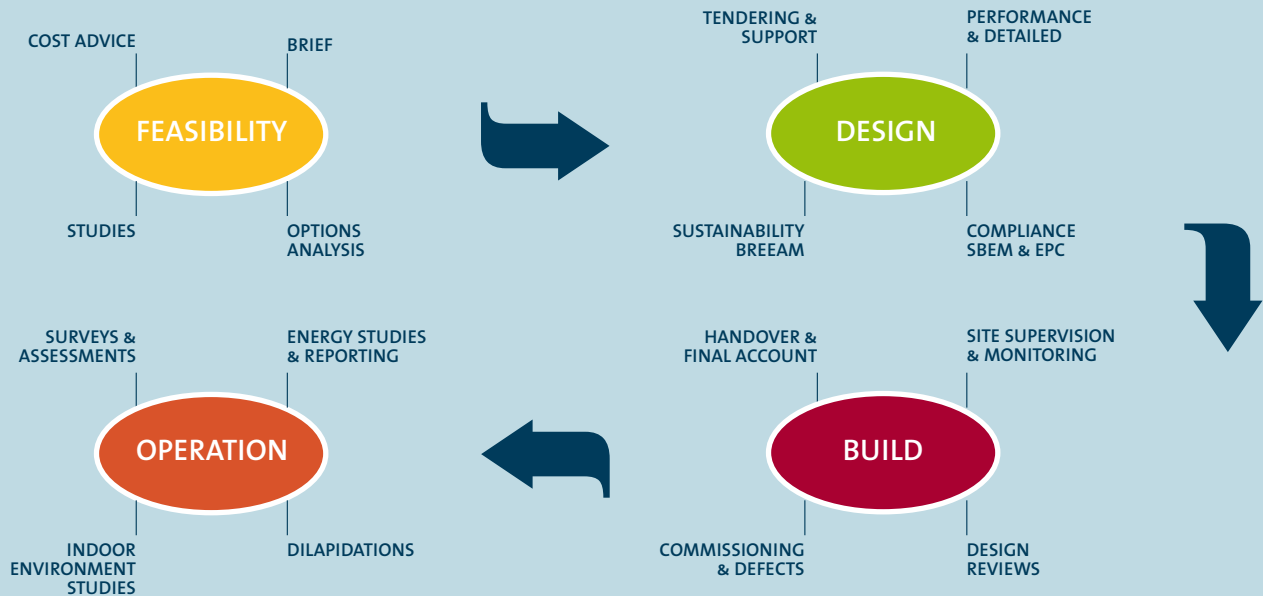 COST ADVICE
BRIEF
FEASIBILITY
STUDIES
OPTIONS
ANALYSIS
TENDERING &
SUPPORT
PERFORMANCE
& DETAILED
DESIGN
SUSTAINABILITY
BREEAM
COMPLIANCE
SBEM & EPC
SURVEYS &
ASSESSMENTS
ENERGY STUDIES
& REPORTING
OPERATION
INDOOR
ENVIRONMENT
STUDIES
DILAPIDATIONS
HANDOVER &
FINAL ACCOUNT
SITE SUPERVISION
& MONITORING
BUILD
COMMISSIONING
& DEFECTS
DESIGN
REVIEWS